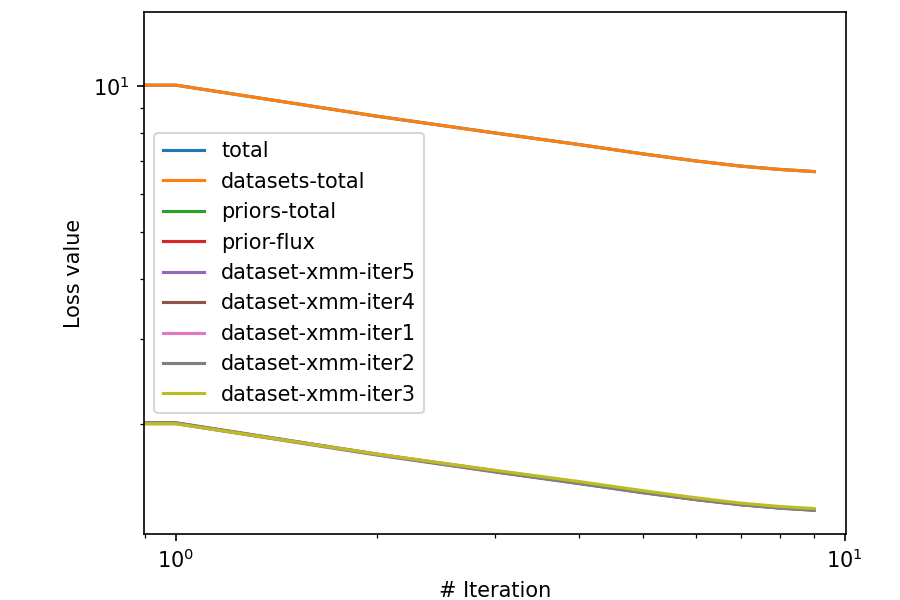 10¹
Loss value
total
datasets-total
priors-total
prior-flux
dataset-xmm-iter5
dataset-xmm-iter4
dataset-xmm-iter1
dataset-xmm-iter2
dataset-xmm-iter3
10⁰
10¹
# Iteration